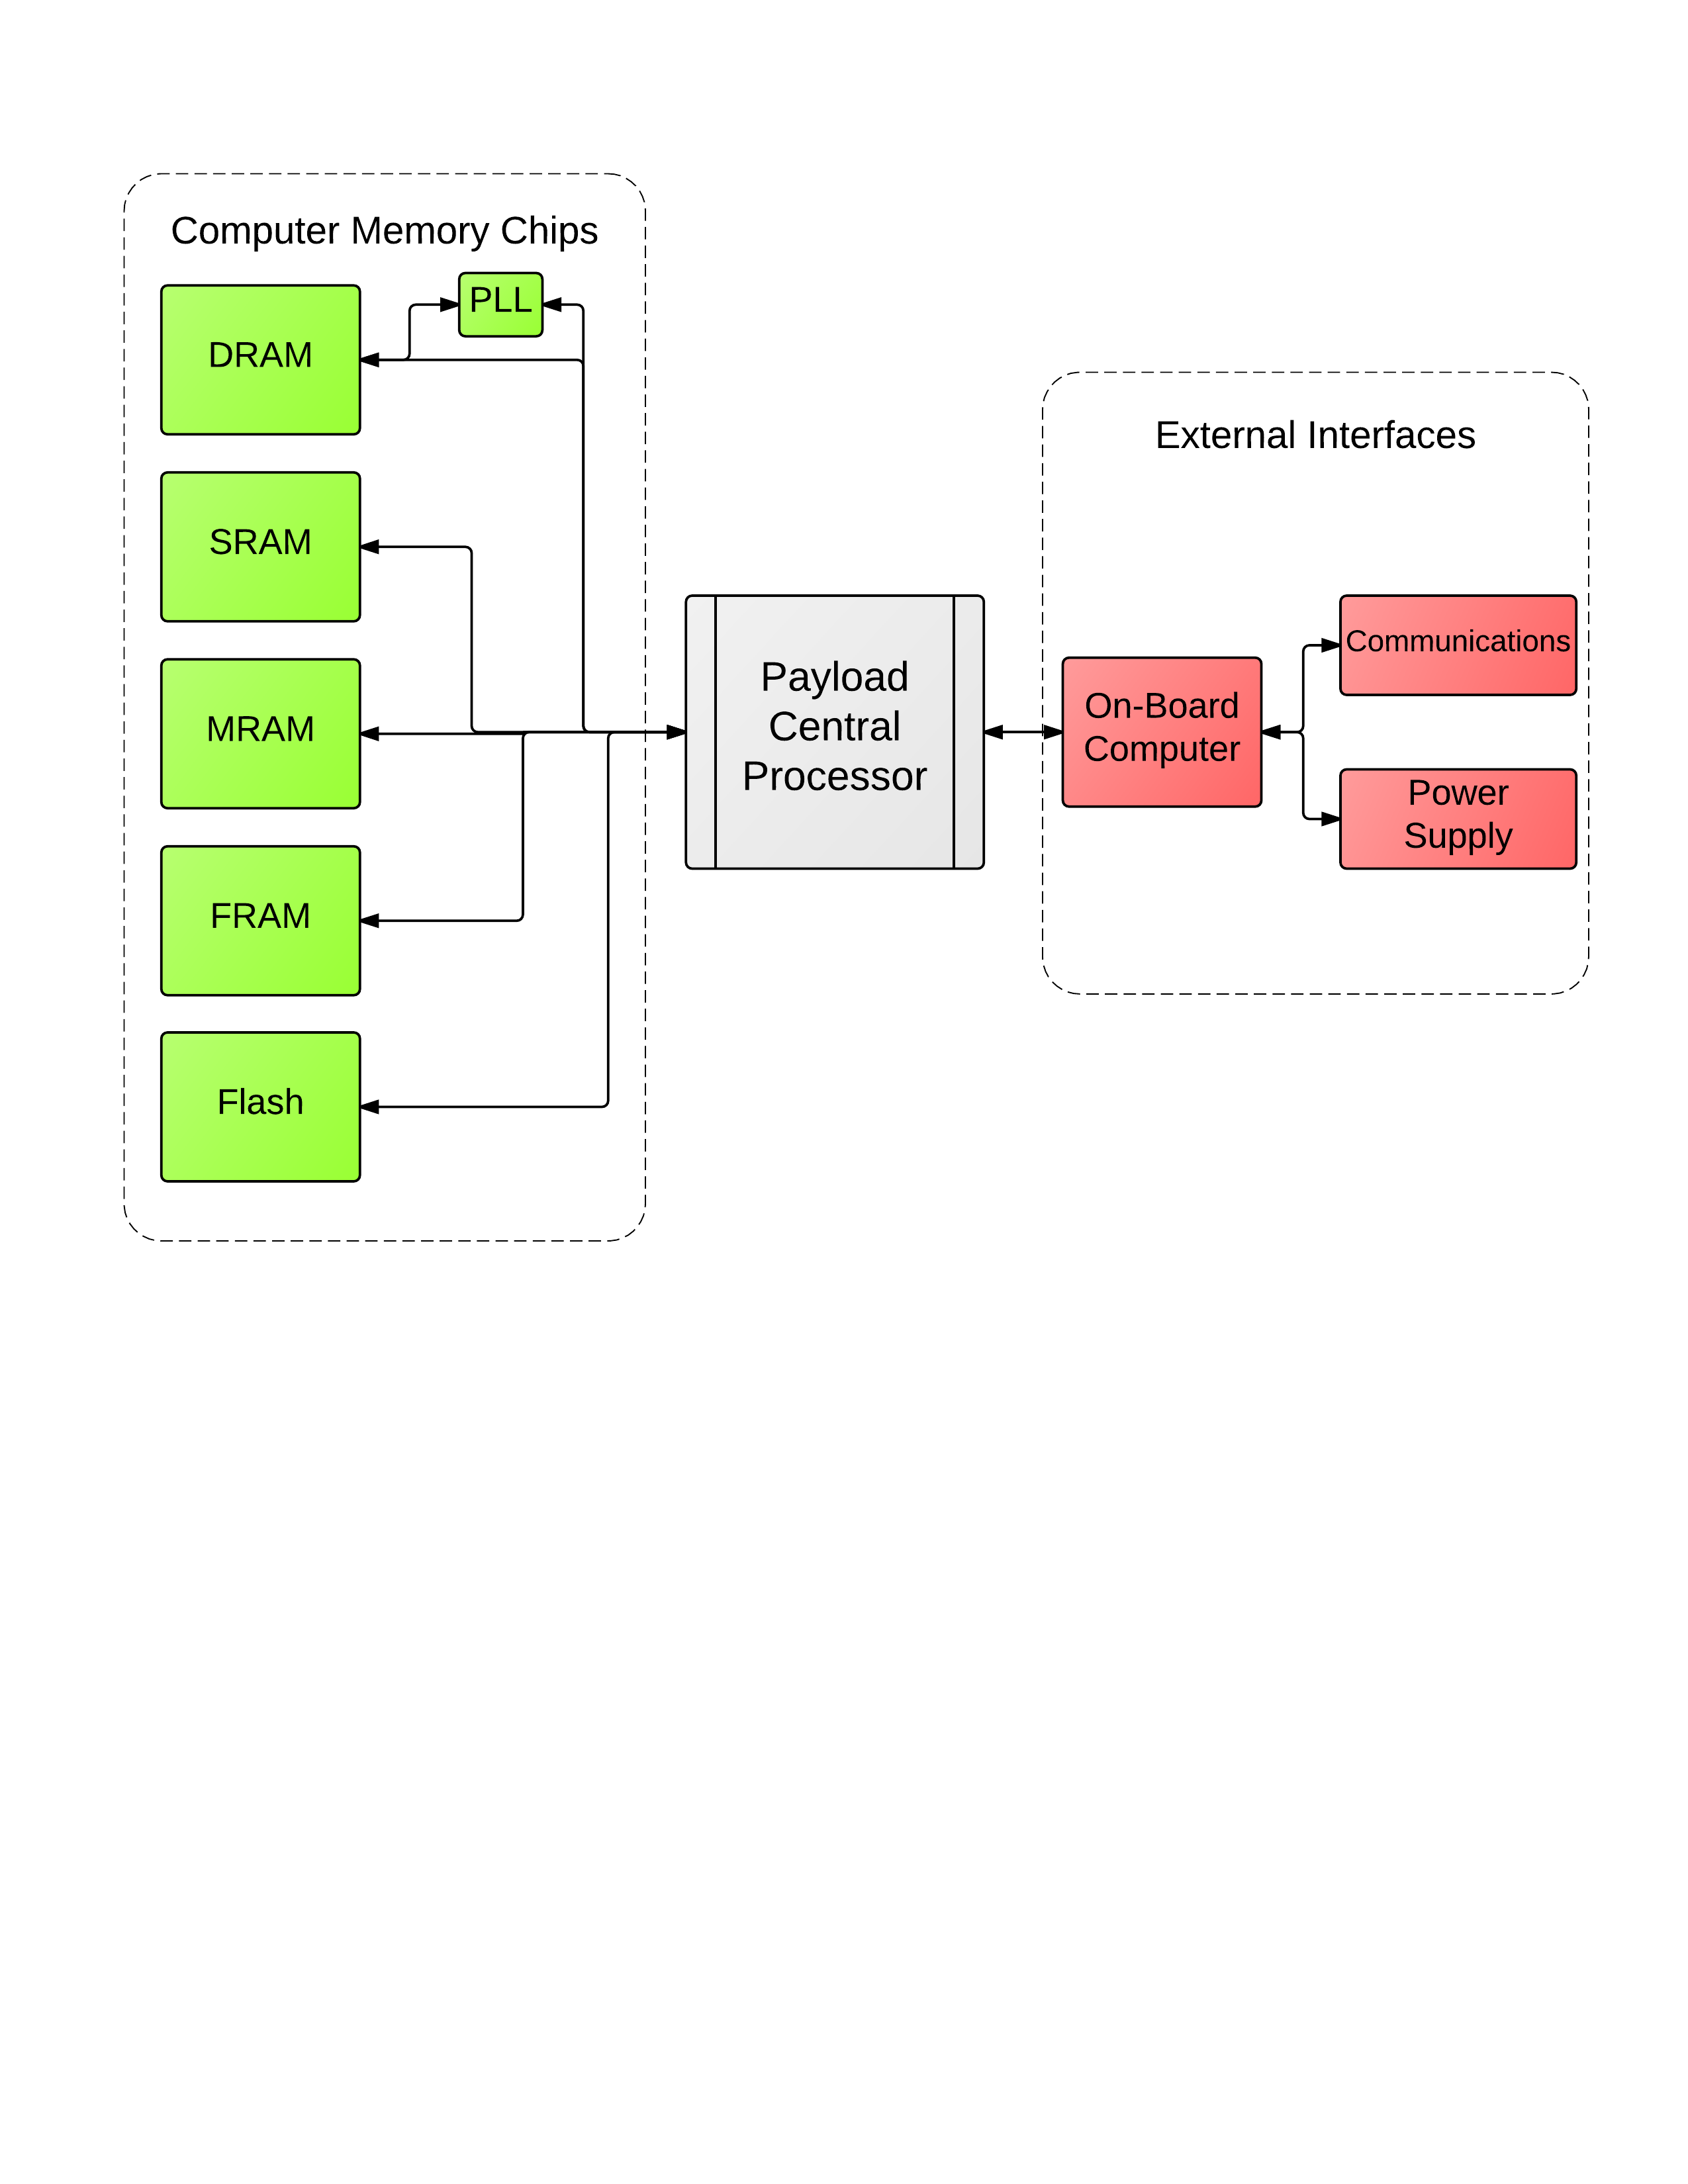 Computer Memory Chips
PLL
DRAM
SRAM
MRAM
FRAM
Flash
Payload
Central
Processor
External Interfaces
On-Board
Computer
Communications
Power
Supply